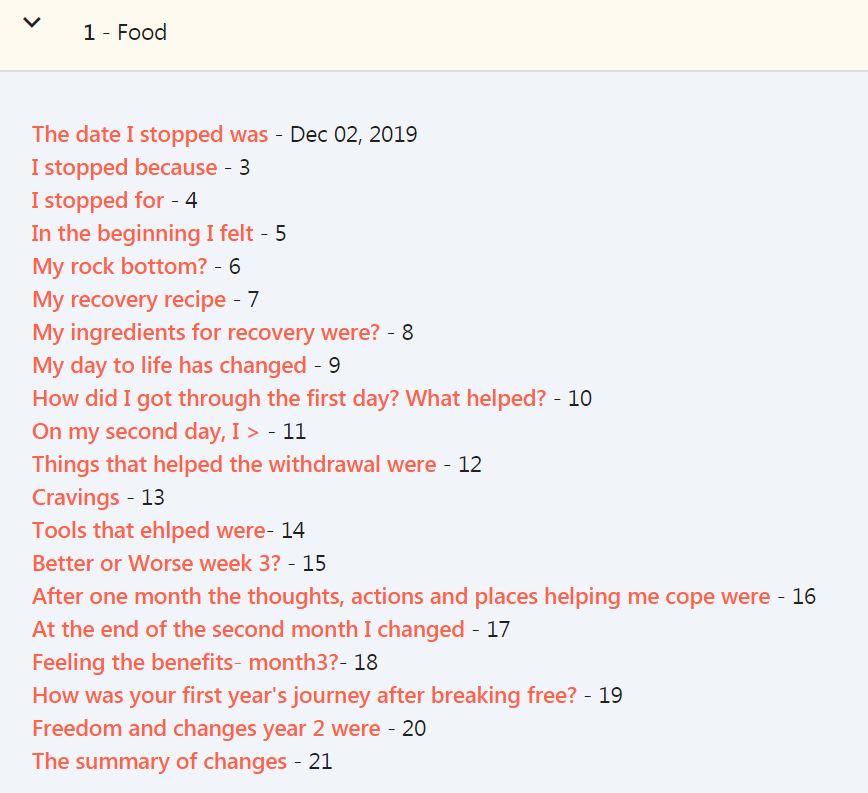 1 - Food
The date I stopped was - Dec 02, 2019
I stopped because - 3
I stopped for - 4
In the beginning I felt - 5
My rock bottom? - 6
My recovery recipe - 7
My ingredients for recovery were? - 8
My day to life has changed - 9
How did I got through the first day? What helped? - 10
On my second day, I > - 11
Things that helped the withdrawal were - 12
Cravings - 13
Tools that ehlped were- 14
Better or Worse week 3? - 15
After one month the thoughts, actions and places helping me cope were - 16
At the end of the second month I changed - 17
Feeling the benefits- month3?- 18
How was your first year's journey after breaking free? - 19
Freedom and changes year 2 were - 20
The summary of changes - 21